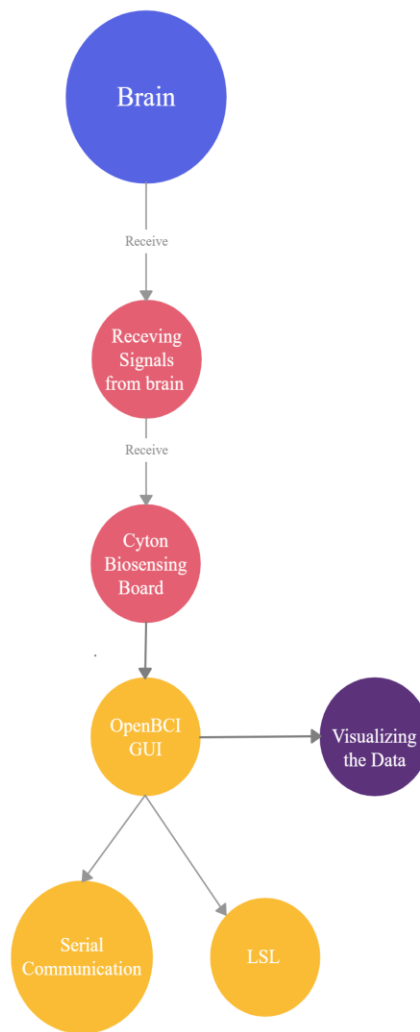 Brain
Receive
Receving
Signals
from brain
Receive
Cyton
Biosensing
Board
OpenBCI
GUI
Visualizing
the Data
Serial
Communication
LSL